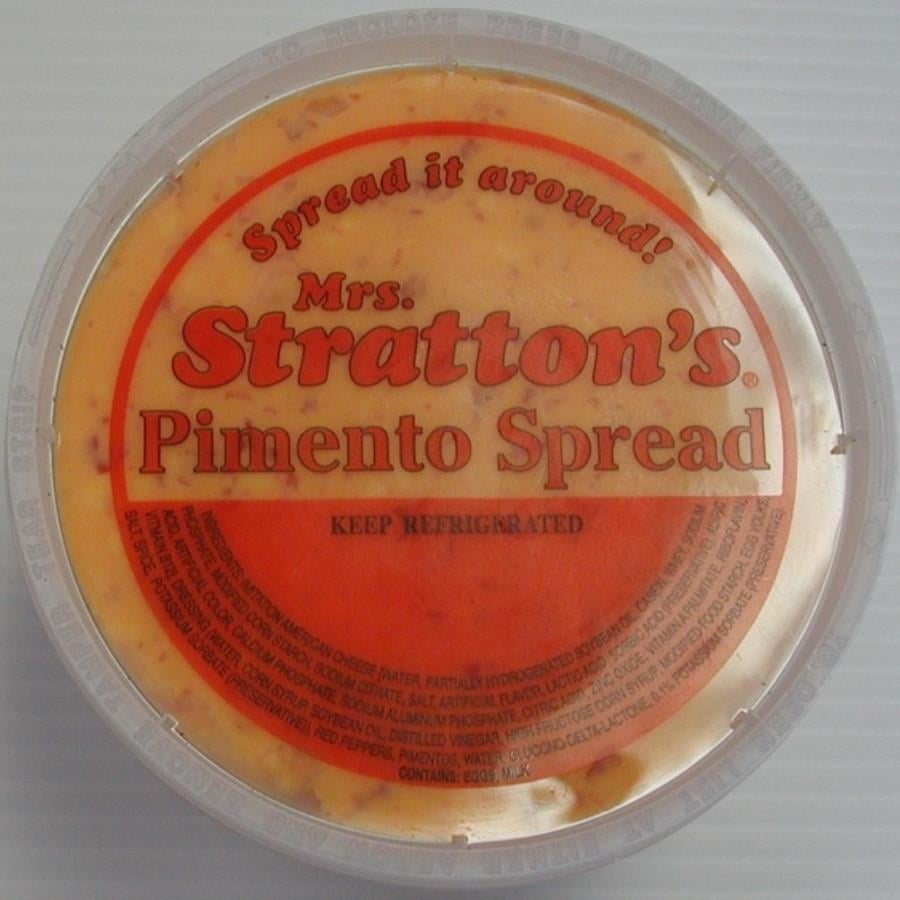 TO RECLOSE PRESS LID DOWN FIRMLY
Spread it around!
Mrs.
Stratton's®
Pimento Spread
KEEP REFRIGERATED
INGREDIENTS: IMITATION AMERICAN CHEESE [WATER, PARTIALLY HYDROGENATED SOYBEAN OIL, CASEIN, WHEY, SODIUM
PHOSPHATE, MODIFIED CORN STARCH, SODIUM CITRATE, SALT, ARTIFICIAL FLAVOR, LACTIC ACID, SORBIC ACID (PRESERVATIVE), ADIPIC
ACID, ARTIFICIAL COLOR, CALCIUM PHOSPHATE, SODIUM ALUMINUM PHOSPHATE, CITRIC ACID, ZINC OXIDE, VITAMIN A PALMITATE, RIBOFLAVIN,
VITMAIN B12], DRESSING (WATER, CORN SYRUP, SOYBEAN OIL, DISTILLED VINEGAR, HIGH FRUCTOSE CORN SYRUP, MODIFIED FOOD STARCH, EGG YOLKS,
SALT, SPICE, POTASSIUM SORBATE (PRESERVATIVE), RED PEPPERS, PIMENTOS, WATER, GLUCONO-DELTA-LACTONE, 0.1% POTASSIUM SORBATE PRESERVATIVE)
CONTAINS: EGGS, MILK
TEAR STRIP
TAMPER
REMOVE
TO OPEN LIFT AT EITHER ARROW AND